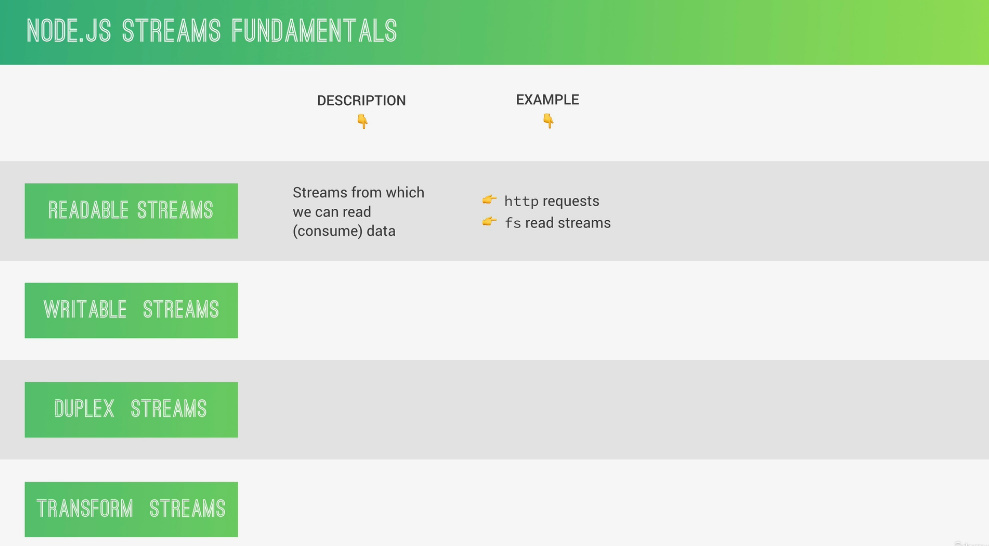 NODE.JS STREAMS FUNDAMENTALS
DESCRIPTION
EXAMPLE
READABLE STREAMS
Streams from which
we can read
(consume) data
http requests
fs read streams
WRITABLE STREAMS
DUPLEX STREAMS
TRANSFORM STREAMS